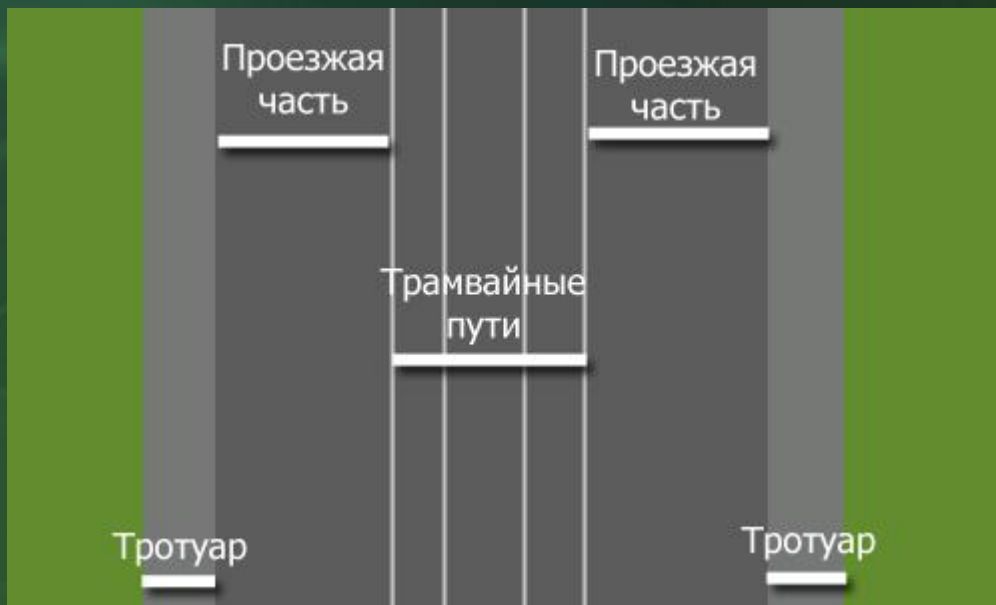 Проезжая
часть
Проезжая
часть
Трамвайные
пути
Тротуар
Тротуар